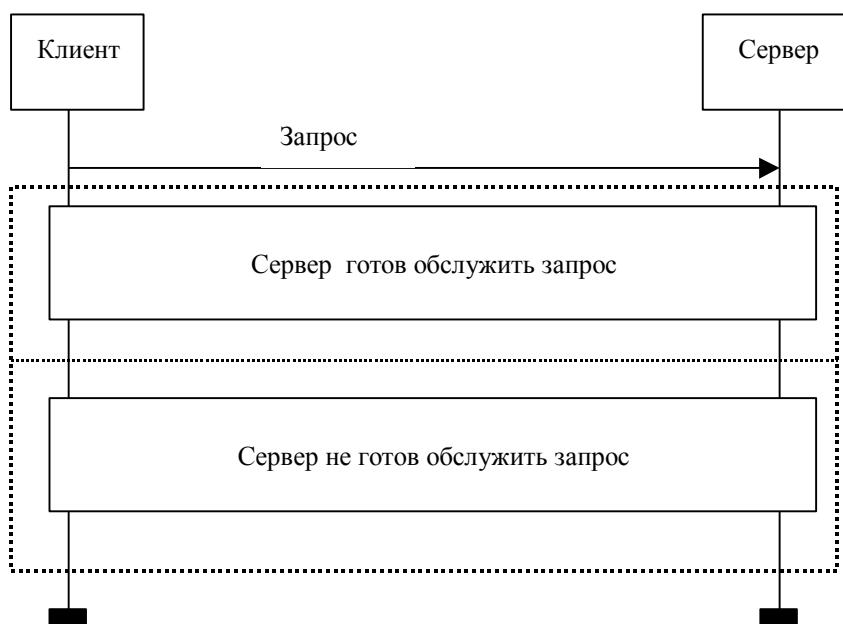 Клиент
Сервер
Запрос
Сервер готов обслужить запрос
Сервер не готов обслужить запрос